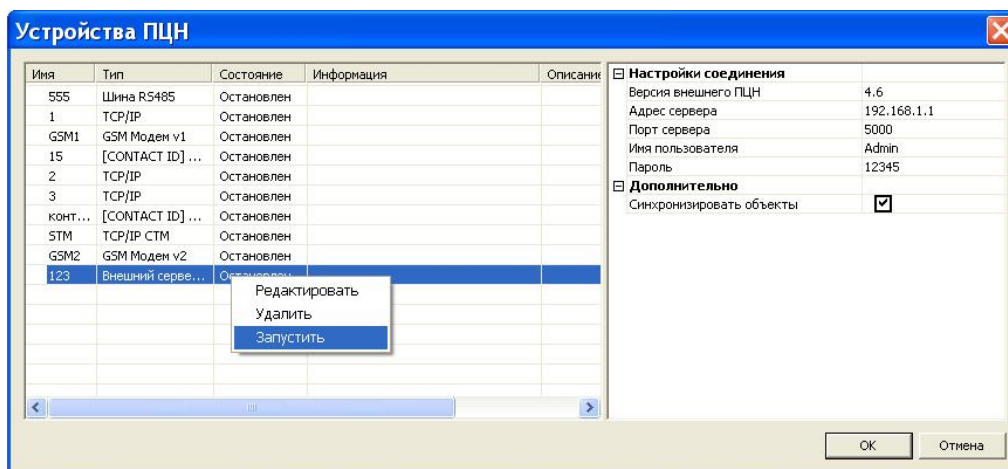 Устройства ПЦН
Имя Тип Состояние Информация Описание
555 Шина RS485 Остановлен
1 TCP/IP Остановлен
GSM1 GSM Модем v1 Остановлен
15 [CONTACT ID] ... Остановлен
2 TCP/IP Остановлен
3 TCP/IP Остановлен
конт... [CONTACT ID] ... Остановлен
STM TCP/IP СТМ Остановлен
GSM2 GSM Модем v2 Остановлен
123 Внешний серве... Остановлен
Редактировать
Удалить
Запустить
Настройки соединения
Версия внешнего ПЦН 4.6
Адрес сервера 192.168.1.1
Порт сервера 5000
Имя пользователя Admin
Пароль 12345
Дополнительно
Синхронизировать объекты
OK Отмена